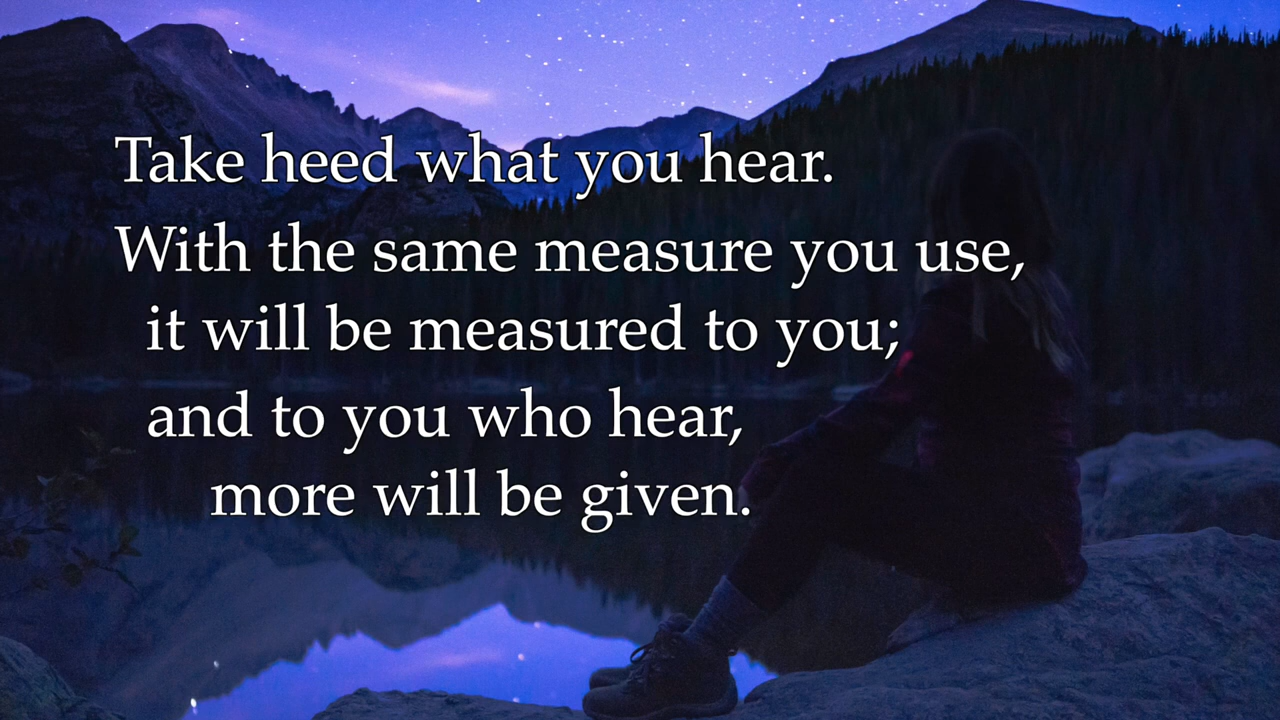 Take heed what you hear.
With the same measure you use,
it will be measured to you;
and to you who hear,
more will be given.